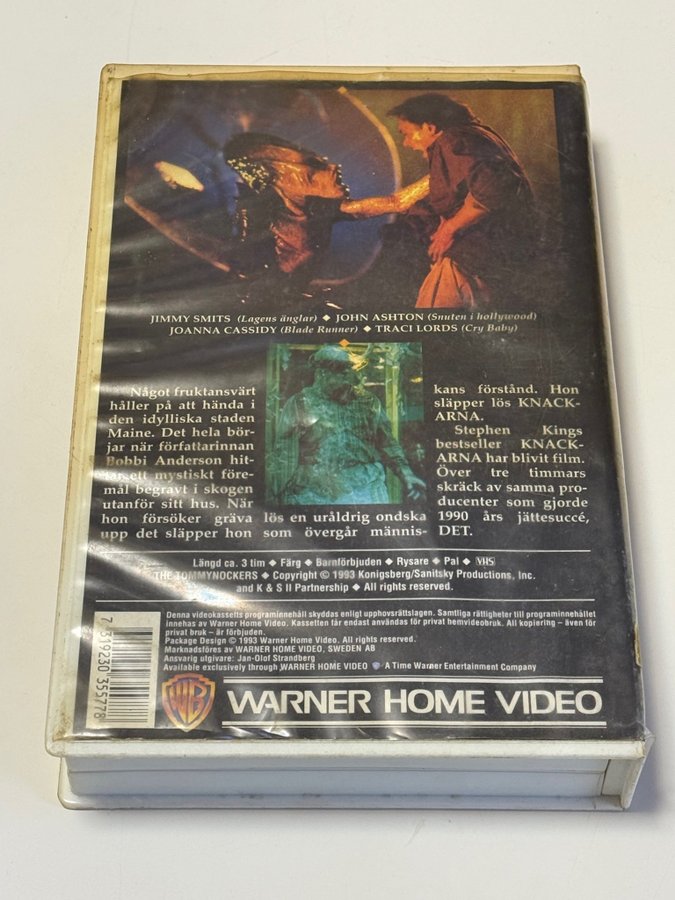 JIMMY SMITS (Lagens änglar) ◆ JOHN ASHTON (Snuten i hollywood)
JOANNA CASSIDY (Blade Runner) ◆ TRACI LORDS (Cry Baby)
Något fruktansvärt
håller på att hända i
den idylliska staden
Maine. Det hela bör-
jar när författarinnan
Bobbi Anderson hit-
tar ett mystiskt före-
mål begravt i skogen
utanför sitt hus. När
hon försöker gräva lös en uråldrig ondska
upp det släpper hon som övergår männis-
kans förstånd. Hon
släpper lös KNACK-
ARNA.
Stephen Kings
bestseller KNACK-
ARNA har blivit film.
Över tre timmars
skräck av samma pro-
ducenter som gjorde
1990 års jättesuccé,
DET.
Längd ca. 3 tim ◆ Färg ◆ Barnförbjuden ◆ Rysare ◆ Pal ◆ VHS
THE TOMMYNOCKERS ◆ Copyright © 1993 Konigsberg/Sanitsky Productions, Inc.
and K & S II Partnership ◆ All rights reserved.
Denna videokassetts programinnehåll skyddas enligt upphovsrättslagen. Samtliga rättigheter till programinnehållet
innehas av Warner Home Video. Kassetten får endast användas för privat hemvideobruk. All kopiering – även för
privat bruk – är förbjuden.
Package Design © 1993 Warner Home Video. All rights reserved.
Marknadsföres av WARNER HOME VIDEO, SWEDEN AB
Ansvarig utgivare: Jan-Olof Strandberg
Available exclusively through WARNER HOME VIDEO A Time Warner Entertainment Company
7 319230 355778
WB
WARNER HOME VIDEO